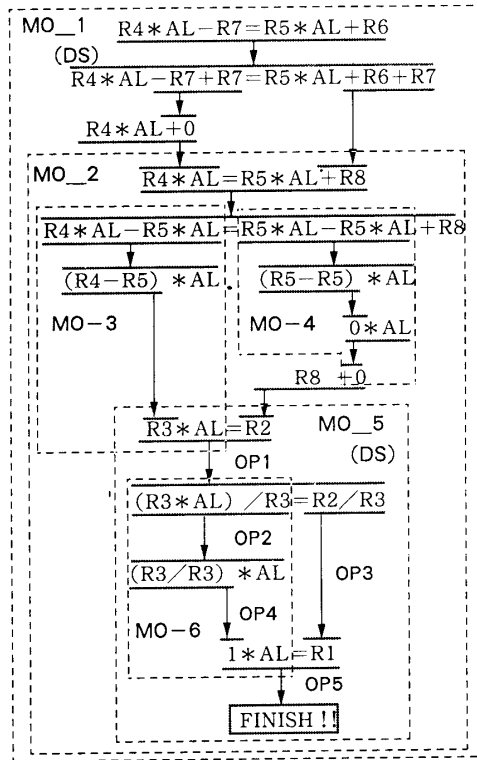 MO__1
R4*AL-R7=R5*AL+R6
(DS)
R4*AL-R7+R7=R5*AL+R6+R7
R4*AL+0
MO__2
R4*AL=R5*AL+R8
R4*AL-R5*AL=R5*AL-R5*AL+R8
(R4-R5) *AL
(R5-R5) *AL
MO-3
MO-4
0*AL
R8 +0
R3*AL=R2
MO__5
(DS)
OP1
(R3*AL) /R3=R2/R3
OP2
OP3
(R3/R3) *AL
OP4
MO-6
1*AL=R1
OP5
FINISH !!